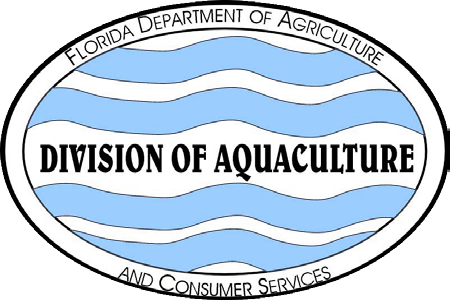 Florida Department of Agriculture
DIVISION OF AQUACULTURE
and Consumer Services